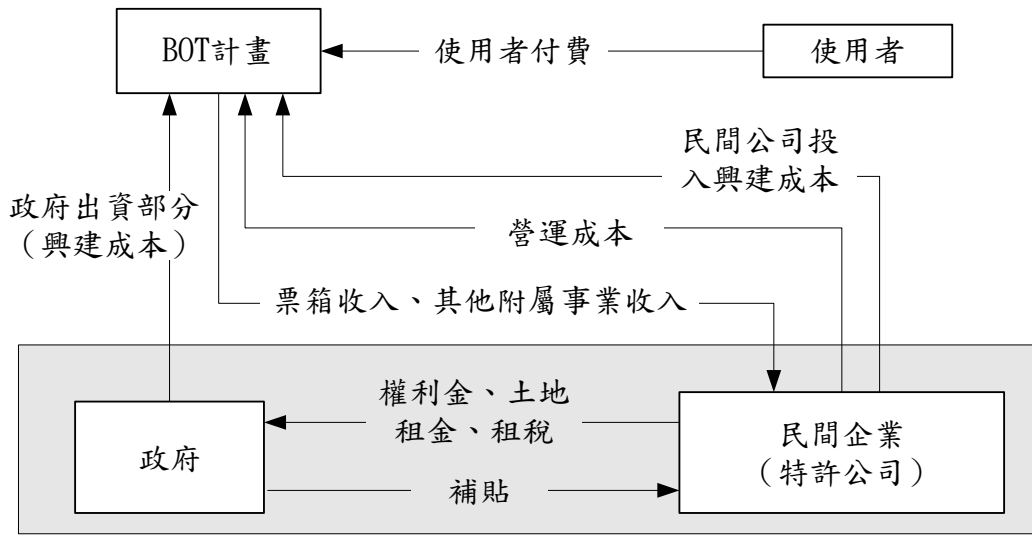 BOT計畫
使用者付費
使用者
民間公司投
入興建成本
政府出資部分
（興建成本）
營運成本
票箱收入、其他附屬事業收入
權利金、土地
租金、租稅
政府
民間企業
（特許公司）
補貼